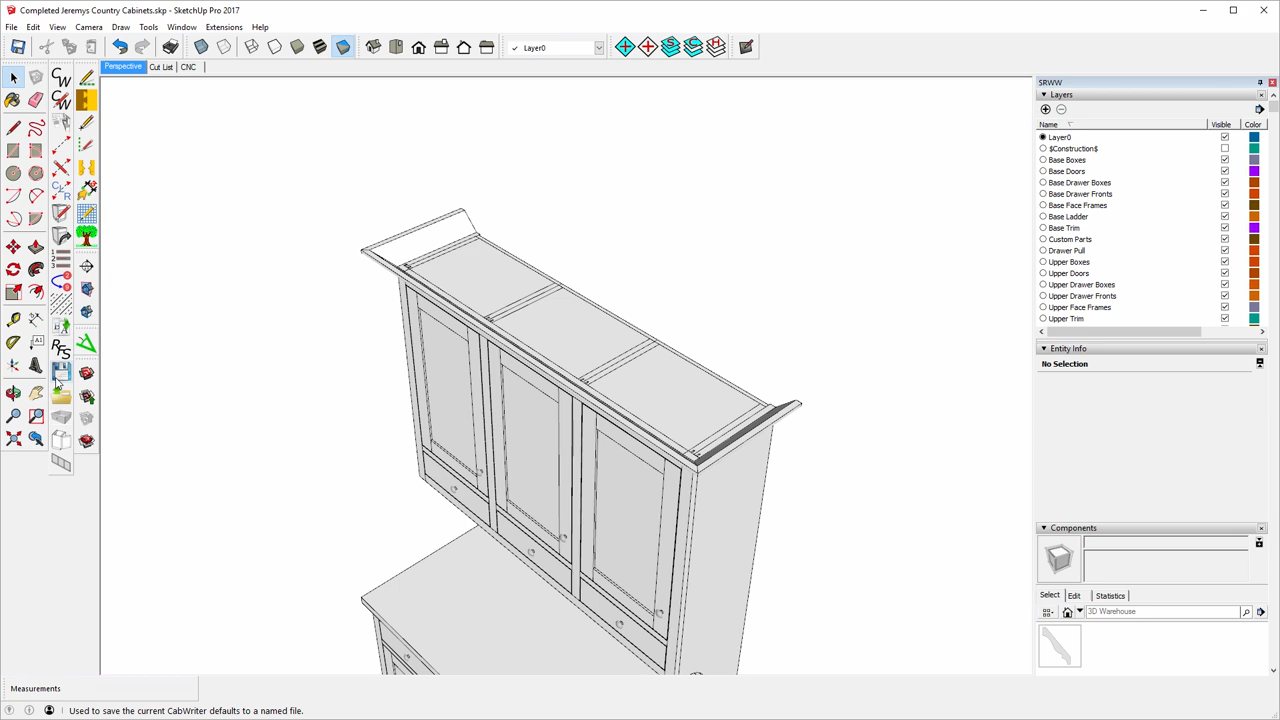 Completed Jeremys Country Cabinets.skp - SketchUp Pro 2017
File Edit View Camera Draw Tools Window Extensions Help
Layer0
Perspective Cut List CNC
SRWW
Layers
Name Visible Color
Layer0
$Construction$
Base Boxes
Base Doors
Base Drawer Boxes
Base Drawer Fronts
Base Face Frames
Base Ladder
Base Trim
Custom Parts
Drawer Pull
Upper Boxes
Upper Doors
Upper Drawer Boxes
Upper Drawer Fronts
Upper Face Frames
Upper Trim
Entity Info
No Selection
Components
Select Edit Statistics
3D Warehouse
CW
CW
RFS
Measurements
Used to save the current CabWriter defaults to a named file.